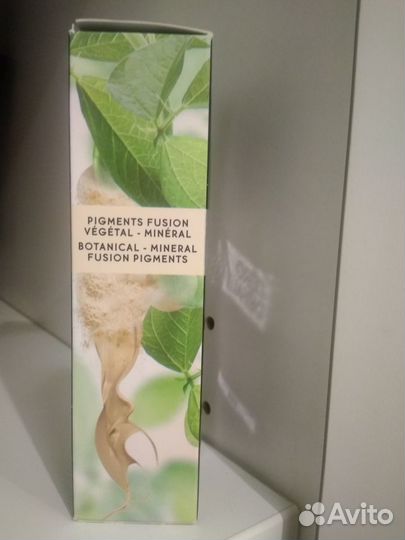 PIGMENTS FUSION
VÉGÉTAL - MINÉRAL
BOTANICAL - MINERAL
FUSION PIGMENTS
Avito